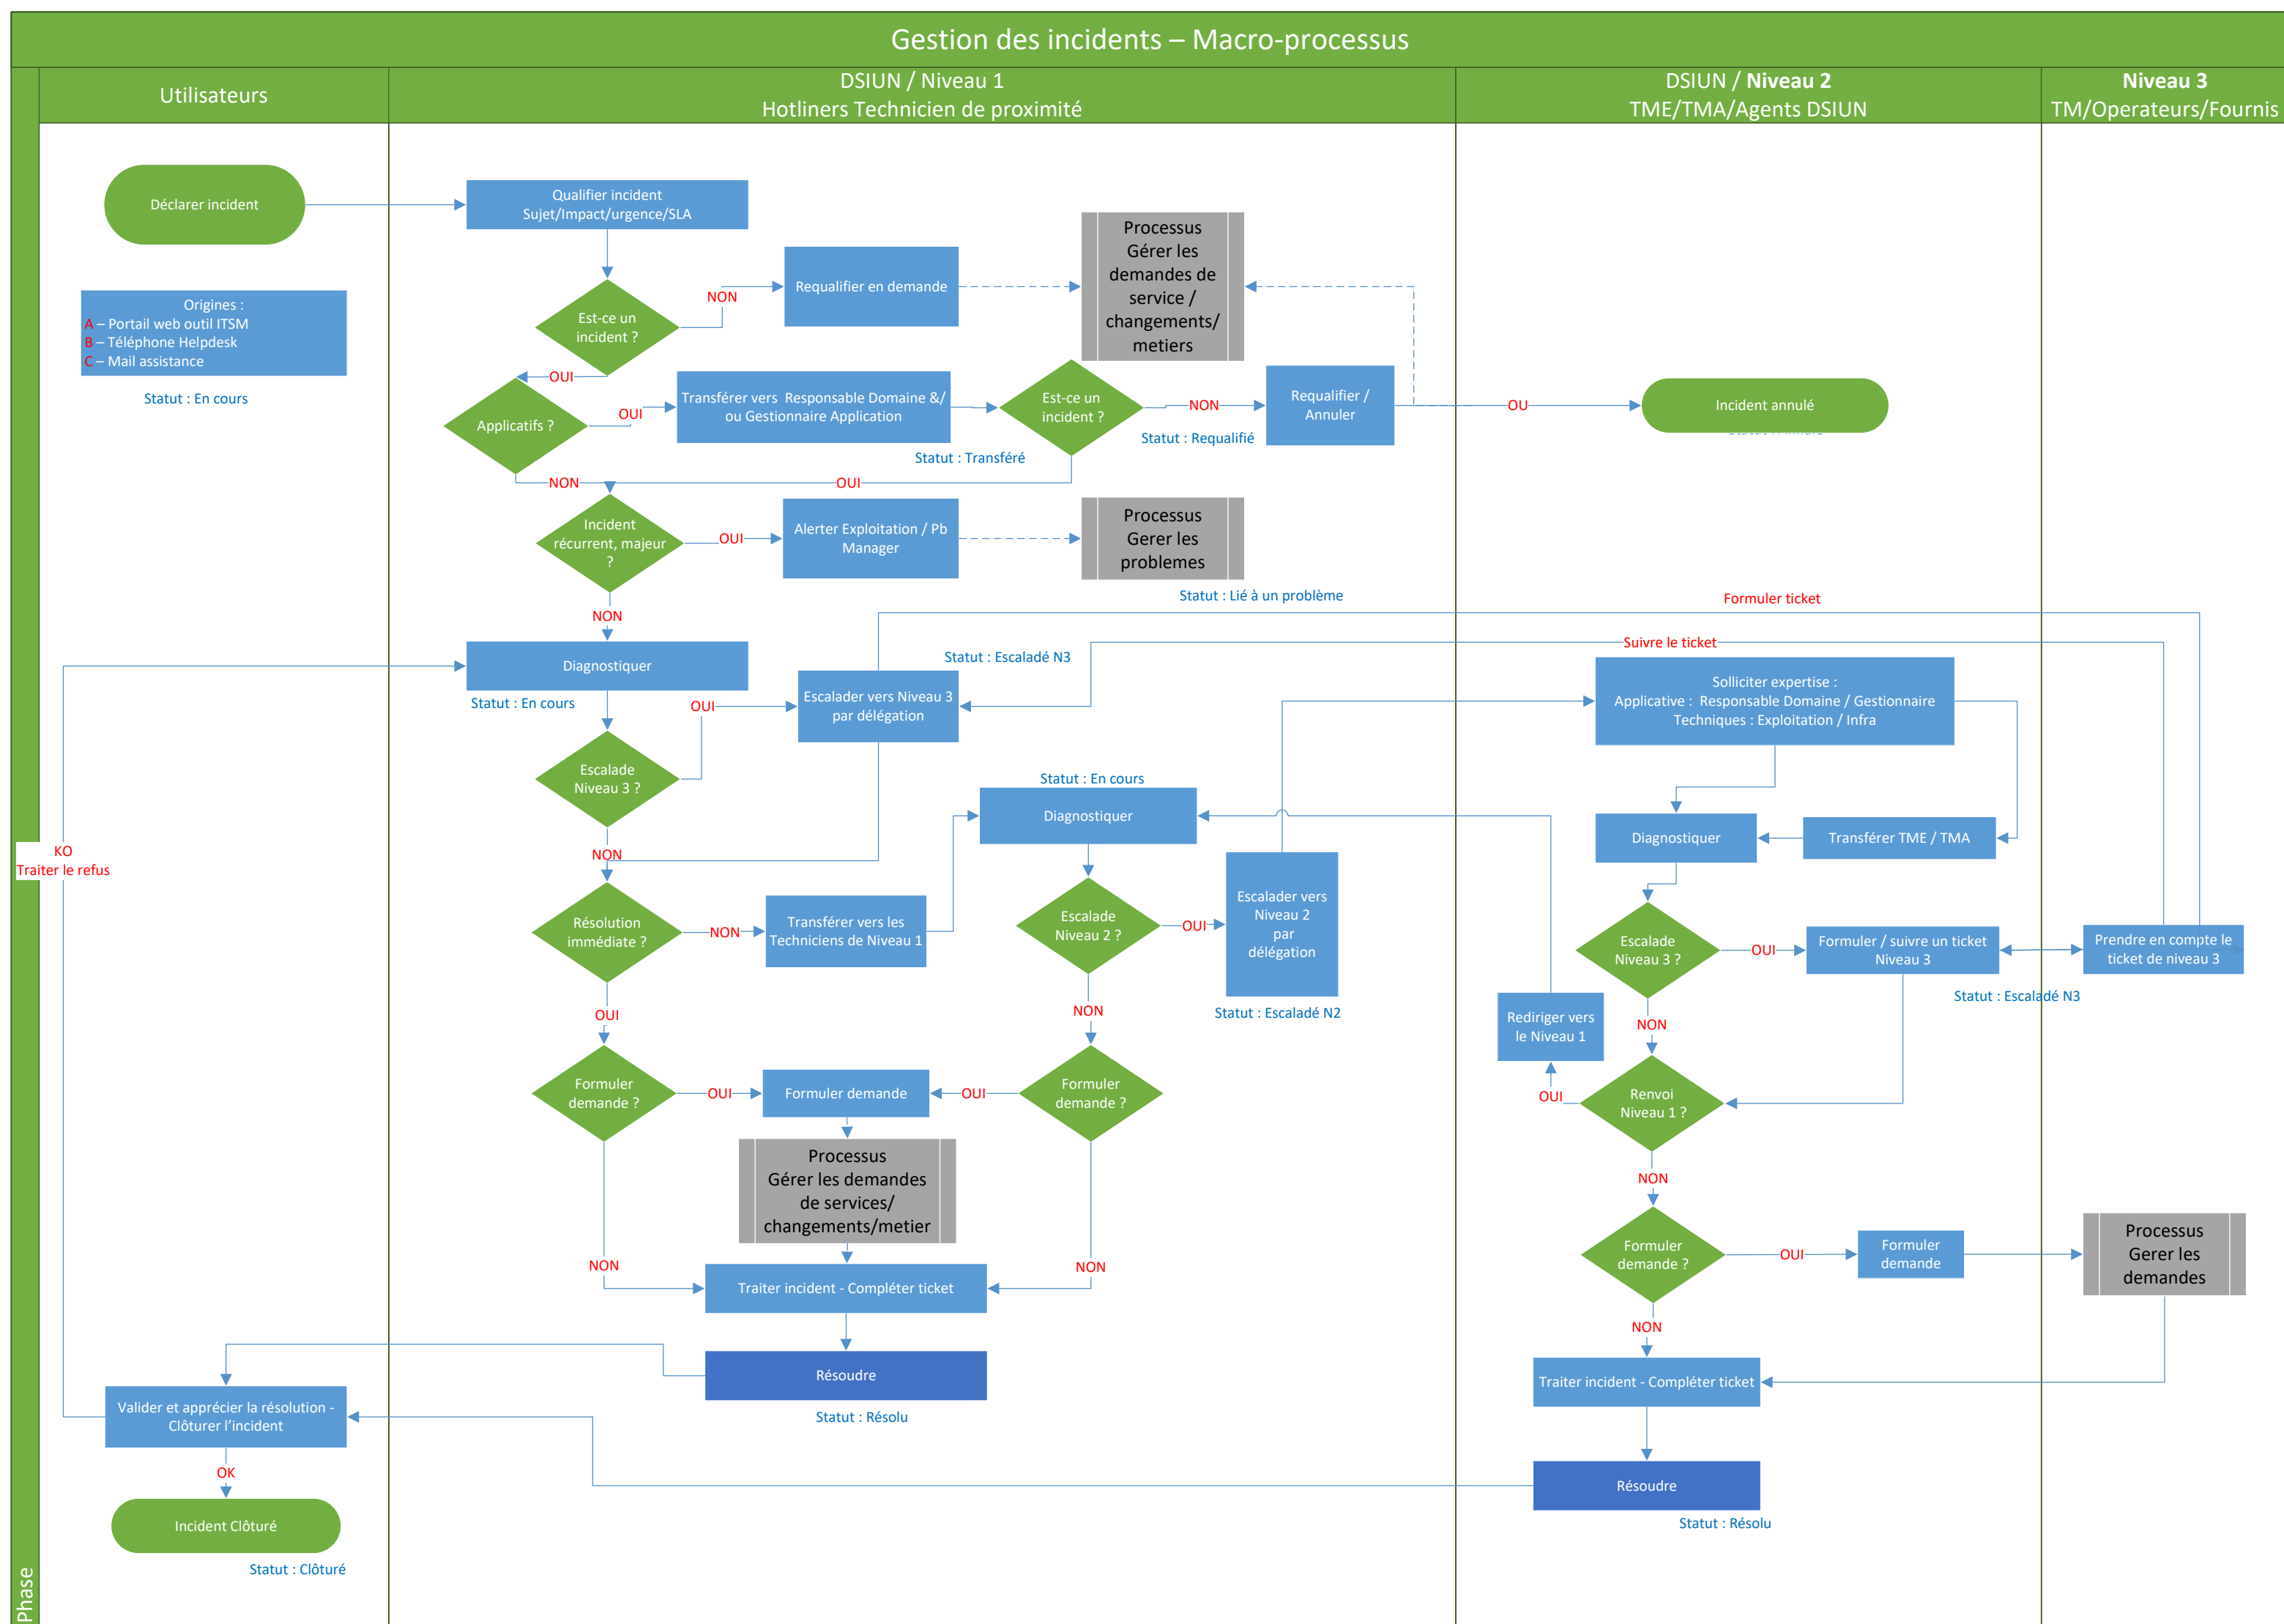 Gestion des incidents – Macro-processus
Utilisateurs
DSIUN / Niveau 1
Hotliners Technicien de proximité
DSIUN / Niveau 2
TME/TMA/Agents DSIUN
Niveau 3
TM/Operateurs/Fournis
Déclarer incident
Qualifier incident
Sujet/Impact/urgence/SLA
Processus
Gérer les
demandes de
service /
changements/
metiers
Requalifier en demande
NON
Est-ce un
incident ?
Origines :
A – Portail web outil ITSM
B – Téléphone Helpdesk
C – Mail assistance
Statut : En cours
OUI
Applicatifs ?
OUI
Transférer vers  Responsable Domaine &/
ou Gestionnaire Application
Est-ce un
incident ?
NON
Requalifier /
Annuler
OU
Incident annulé
Statut : Requalifié
Statut : Transféré
NON
OUI
Incident
récurrent, majeur
?
OUI
Alerter Exploitation / Pb
Manager
Processus
Gerer les
problemes
Statut : Lié à un problème
Formuler ticket
NON
Suivre le ticket
Diagnostiquer
Statut : Escaladé N3
Statut : En cours
OUI
Escalader vers Niveau 3
par délégation
Solliciter expertise :
Applicative :  Responsable Domaine / Gestionnaire
Techniques : Exploitation / Infra
Escalade
Niveau 3 ?
Statut : En cours
Diagnostiquer
Diagnostiquer
Transférer TME / TMA
KO
Traiter le refus
NON
Résolution
immédiate ?
NON
Transférer vers les
Techniciens de Niveau 1
Escalade
Niveau 2 ?
OUI
Escalader vers
Niveau 2
par
délégation
Statut : Escaladé N2
Escalade
Niveau 3 ?
OUI
Formuler / suivre un ticket
Niveau 3
Prendre en compte le
ticket de niveau 3
Statut : Escaladé N3
OUI
NON
Rediriger vers
le Niveau 1
NON
Formuler
demande ?
OUI
Formuler demande
OUI
Formuler
demande ?
OUI
Renvoi
Niveau 1 ?
Processus
Gérer les demandes
de services/
changements/metier
NON
NON
NON
Formuler
demande ?
OUI
Formuler
demande
Processus
Gerer les
demandes
Traiter incident - Compléter ticket
NON
Résoudre
Statut : Résolu
Traiter incident - Compléter ticket
Valider et apprécier la résolution -
Clôturer l’incident
OK
Résoudre
Statut : Résolu
Incident Clôturé
Statut : Clôturé
Phase